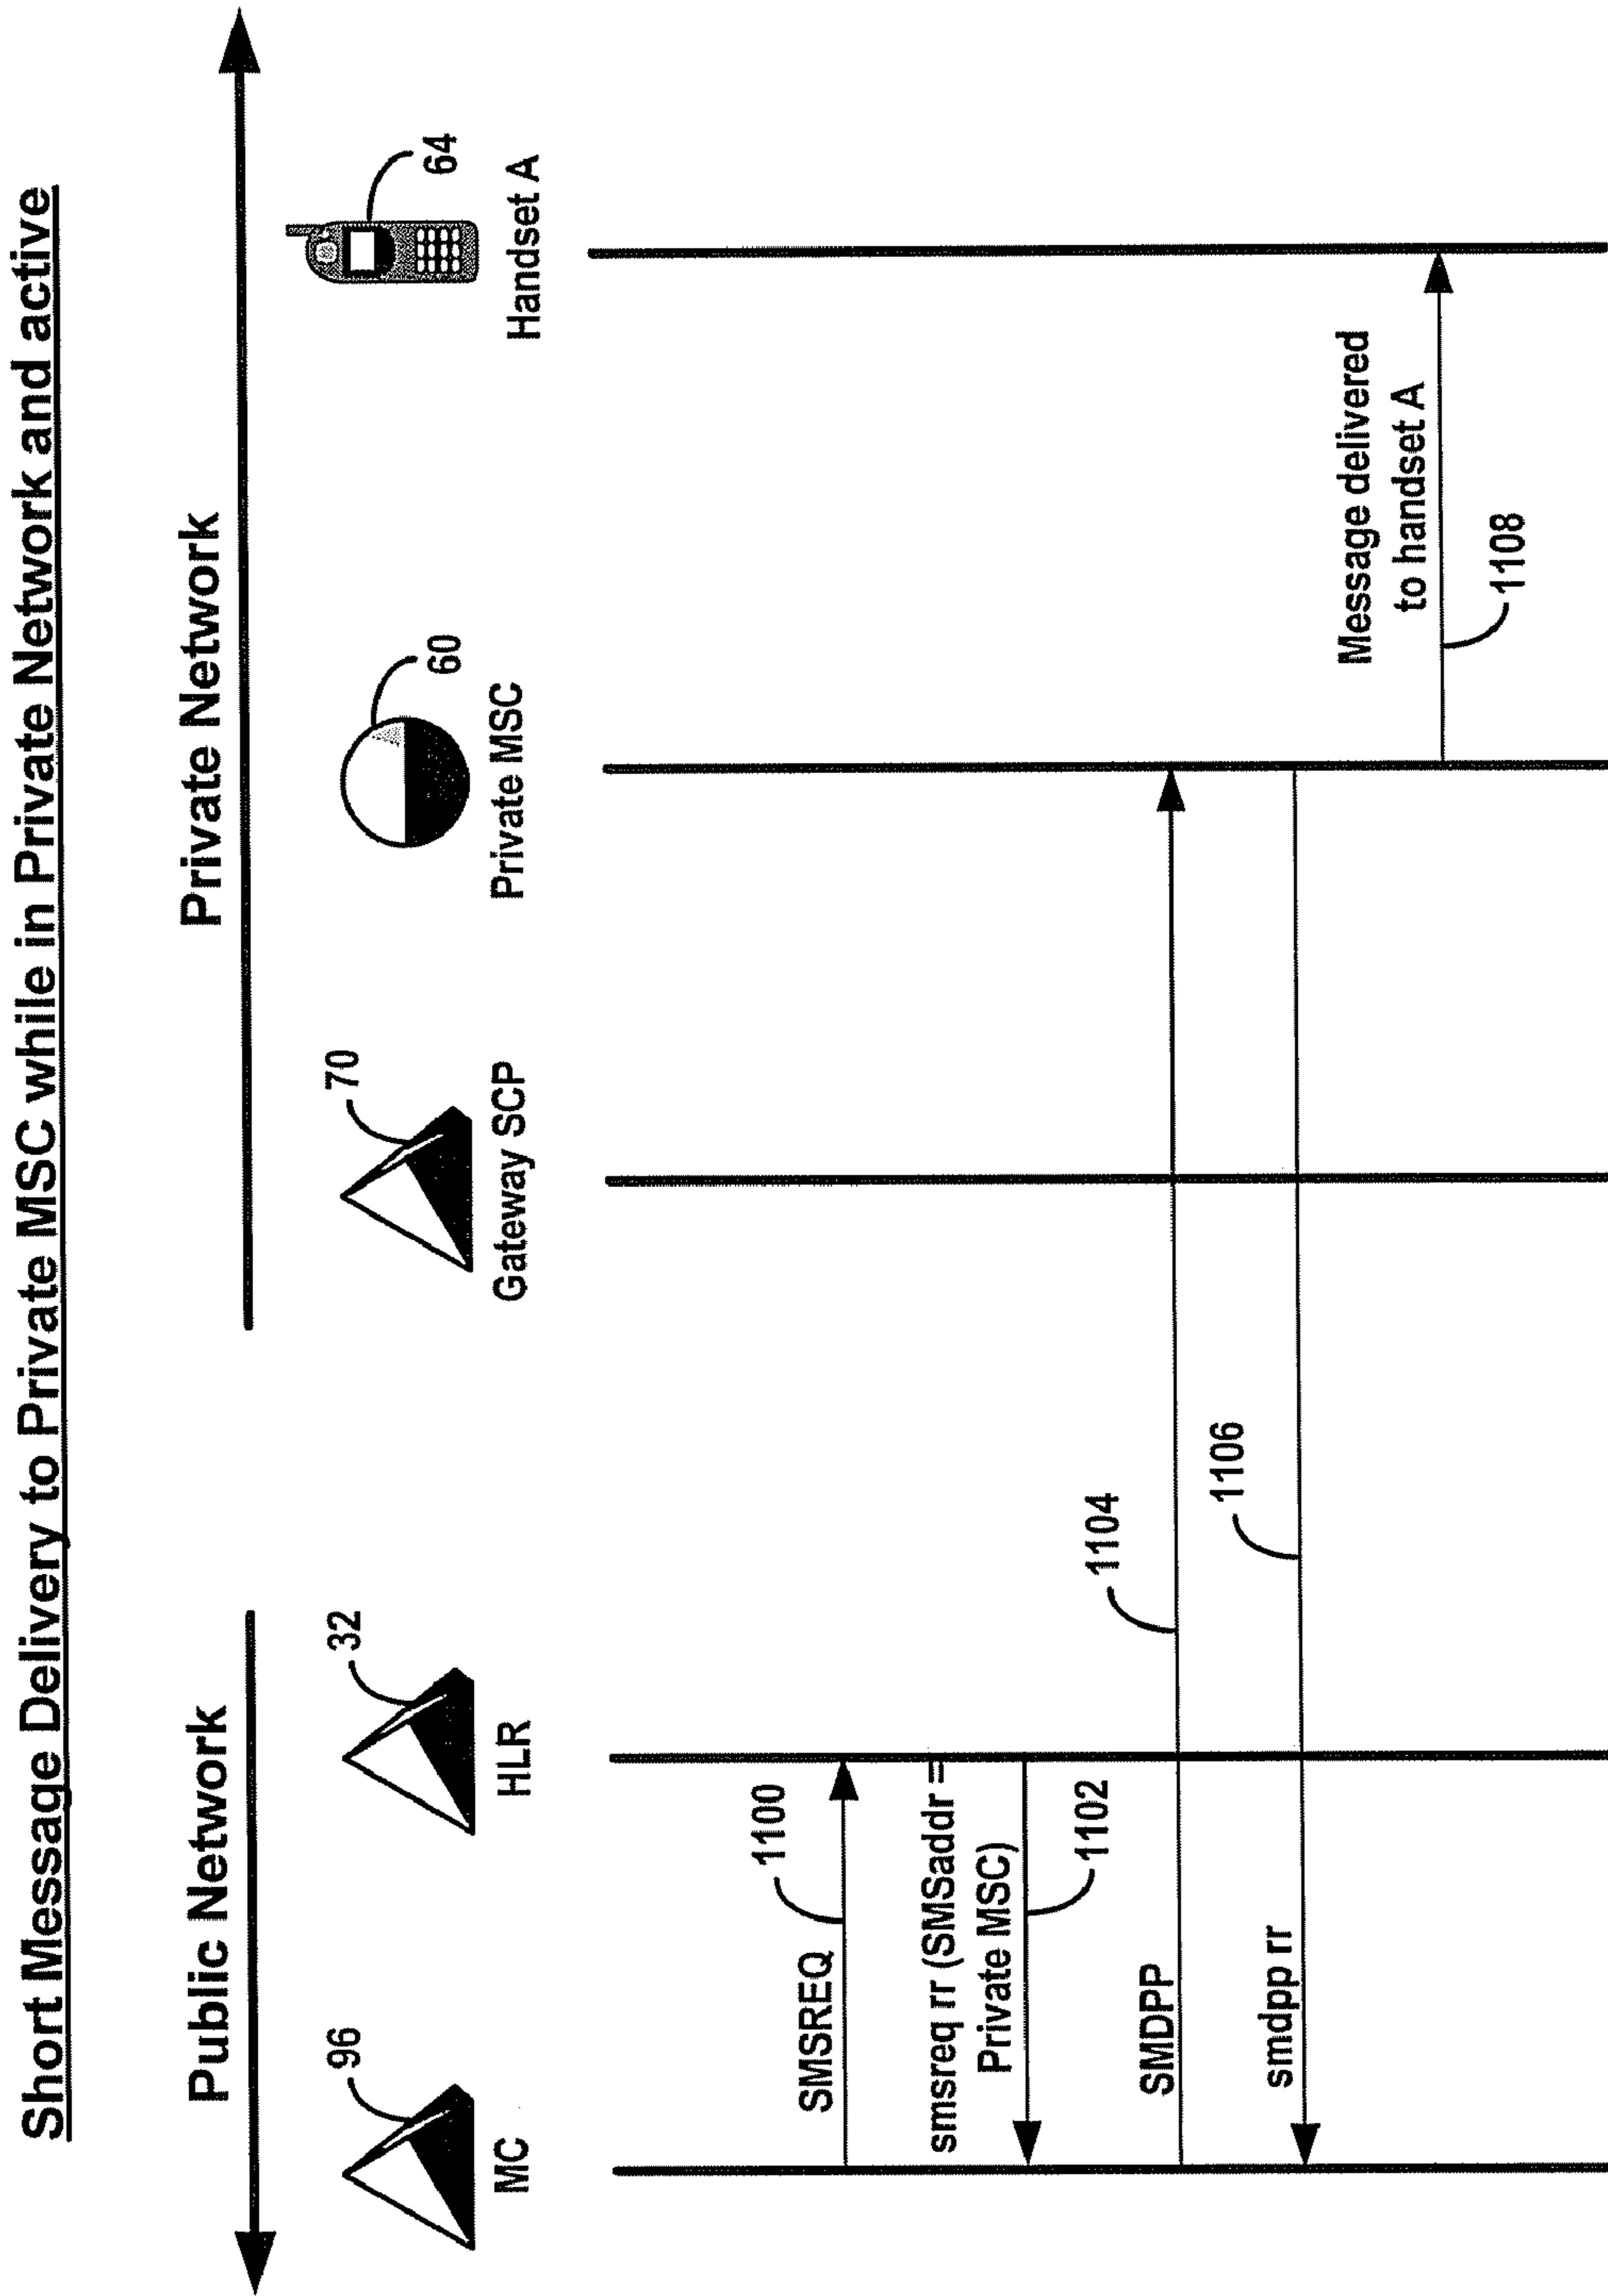 Short Message Delivery to Private MSC while in Private Network and active
Public Network
Private Network
96
32
70
60
64
MC
HLR
Gateway SCP
Private MSC
Handset A
SMSREQ
1100
smsreq rr (SMSaddr =
Private MSC)
1102
SMDPP
1104
smdpp rr
1106
Message delivered
to handset A
1108